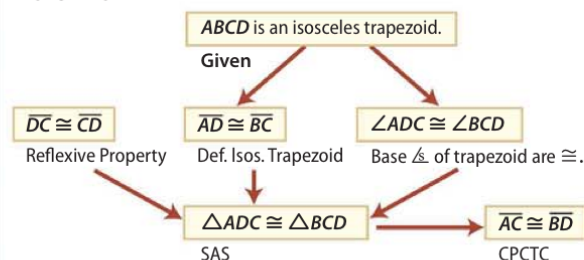 ABCD is an isosceles trapezoid.
Given
DC ≅ CD
AD ≅ BC
∠ADC ≅ ∠BCD
Reflexive Property
Def. Isos. Trapezoid
Base ∠s of trapezoid are ≅.
△ADC ≅ △BCD
AC ≅ BD
SAS
CPCTC